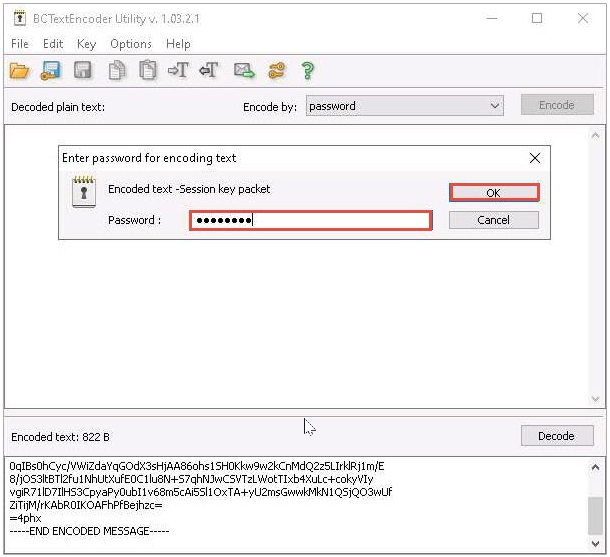 BCTextEncoder Utility v. 1.03.2.1
File Edit Key Options Help
Decoded plain text:
Encode by:
password
Encode
Enter password for encoding text
Encoded text -Session key packet
OK
Password :
Cancel
Encoded text: 822 B
Decode
0qIBs0hCyc/VWiZdaYqGOdX3sHjAA86ohs1SH0Kkw9w2kCnMdQ2z5LIrklRj1m/E
8/jOS3ltBTl2fu1NhUtXufE0C1lu8N+S7qhNJwCSVTzLWotTIxb4XuLc+cokyVIy
vgiR71lD7IlHS3CpyaPy0ubI1v68m5cAi5Sl1OxTA+yU2msGwwkMkN1QSjQO3wUf
ZiTijM/rKAbR0IKOAFhPfBejhzc=
=4phx
-----END ENCODED MESSAGE-----